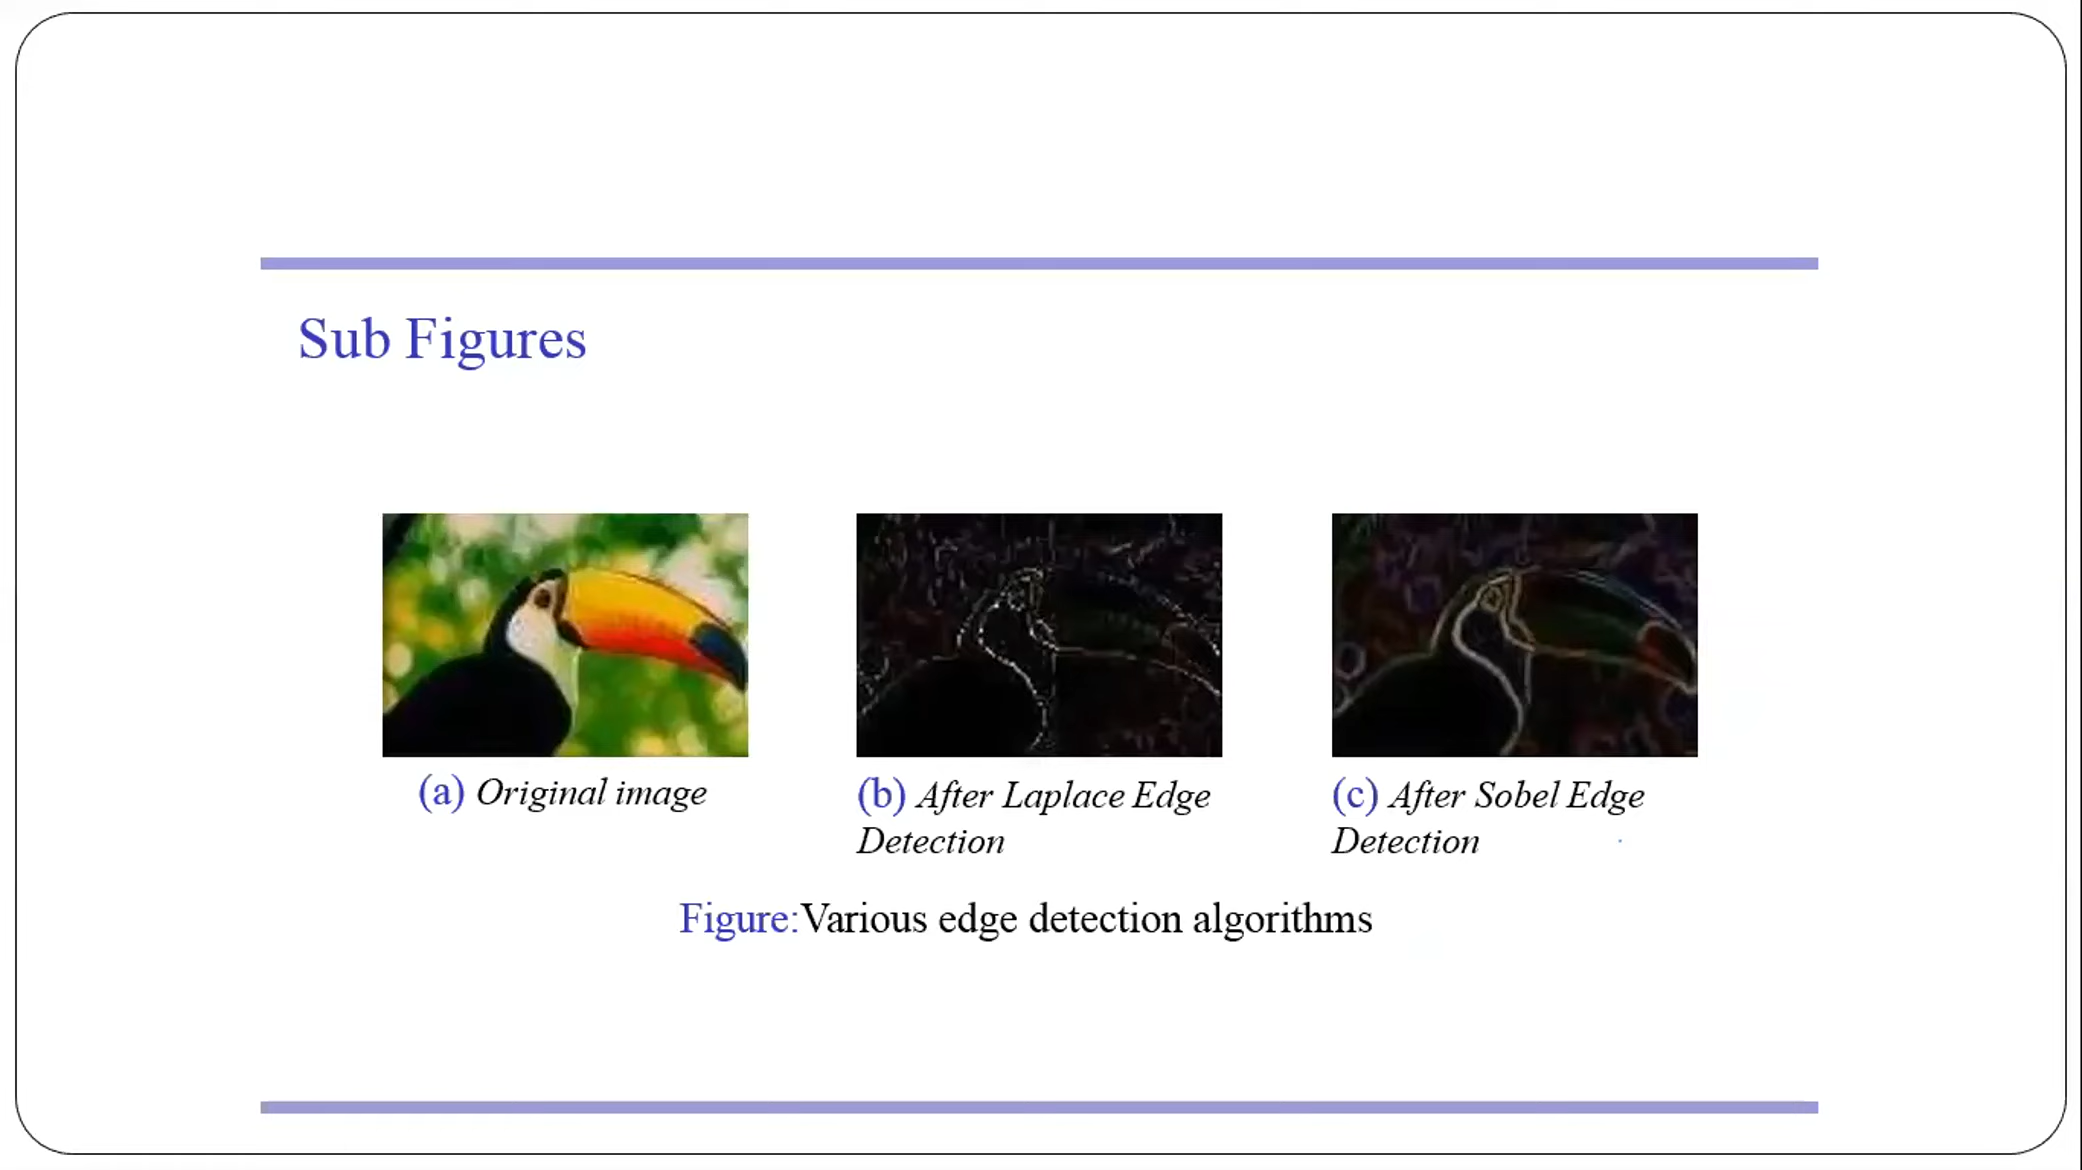 Sub Figures
(a) Original image
(b) After Laplace Edge
Detection
(c) After Sobel Edge
Detection
Figure:Various edge detection algorithms